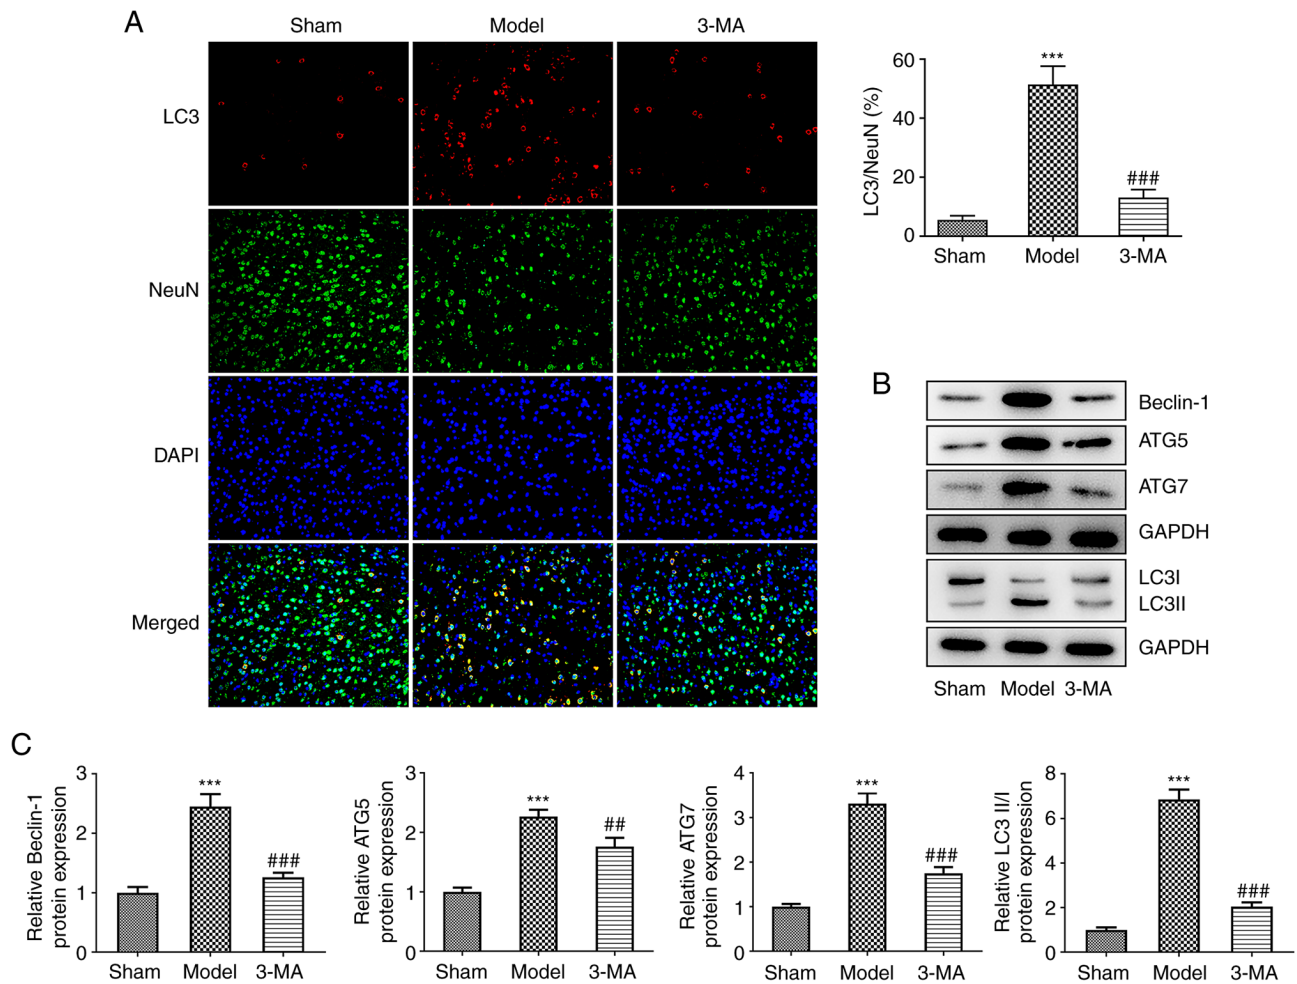 A
Sham Model 3-MA
LC3
NeuN
DAPI
Merged
LC3/NeuN (%)
60
40
20
0
***
###
Sham Model 3-MA
B
Beclin-1
ATG5
ATG7
GAPDH
LC3I
LC3II
GAPDH
Sham Model 3-MA
C
Relative Beclin-1
protein expression
3
2
1
0
***
###
Sham Model 3-MA
Relative ATG5
protein expression
3
2
1
0
***
##
Sham Model 3-MA
Relative ATG7
protein expression
4
3
2
1
0
***
###
Sham Model 3-MA
Relative LC3 II/I
protein expression
8
6
4
2
0
***
###
Sham Model 3-MA